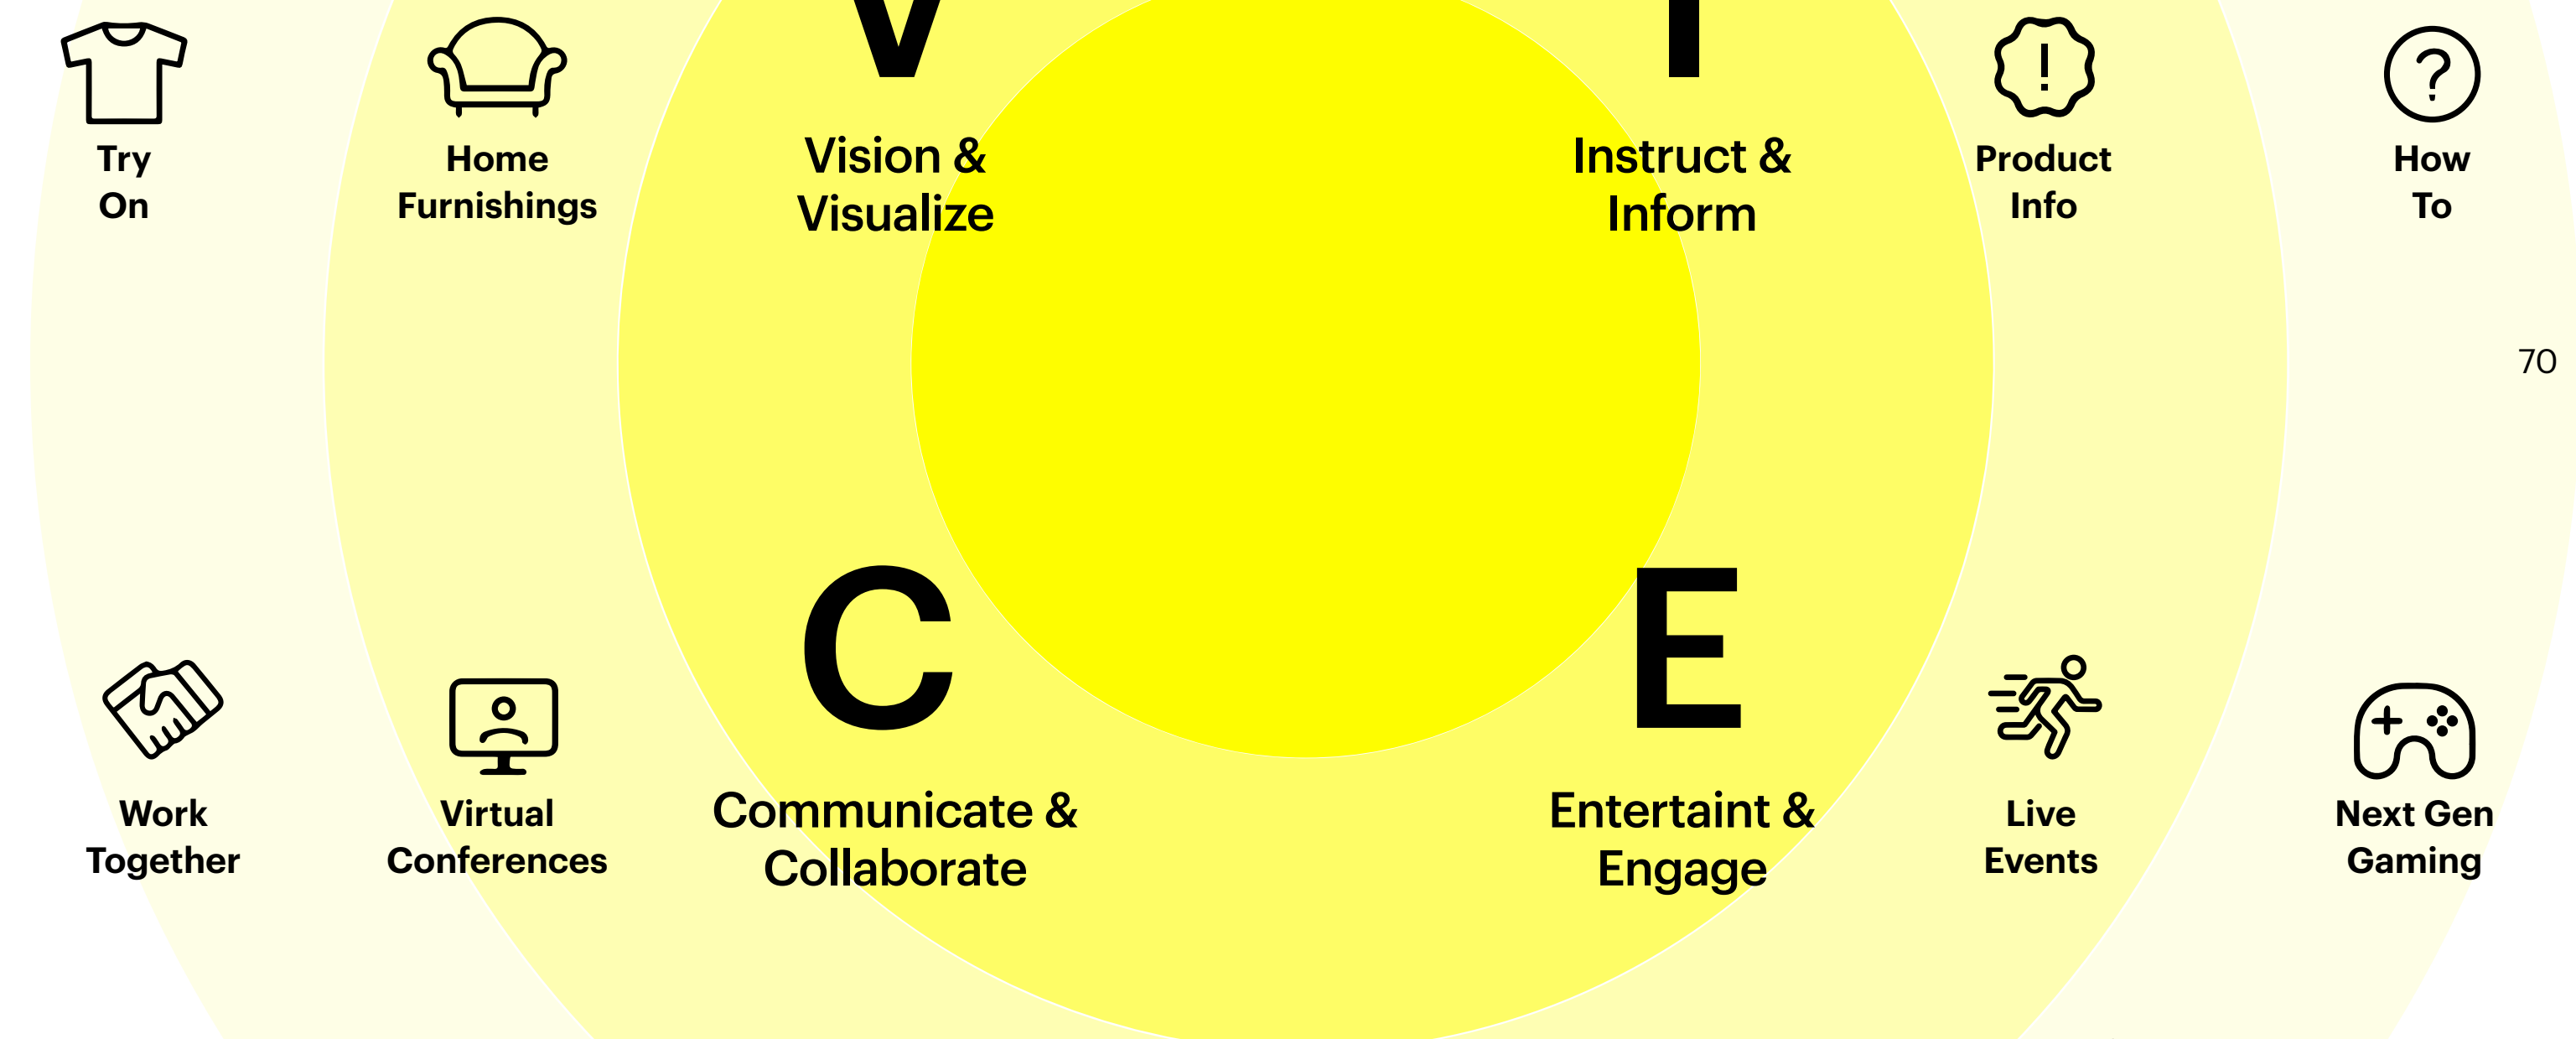 V
I
Try
On
Home
Furnishings
Vision &
Visualize
Instruct &
Inform
Product
Info
How
To
70
C
E
Work
Together
Virtual
Conferences
Communicate &
Collaborate
Entertaint &
Engage
Live
Events
Next Gen
Gaming